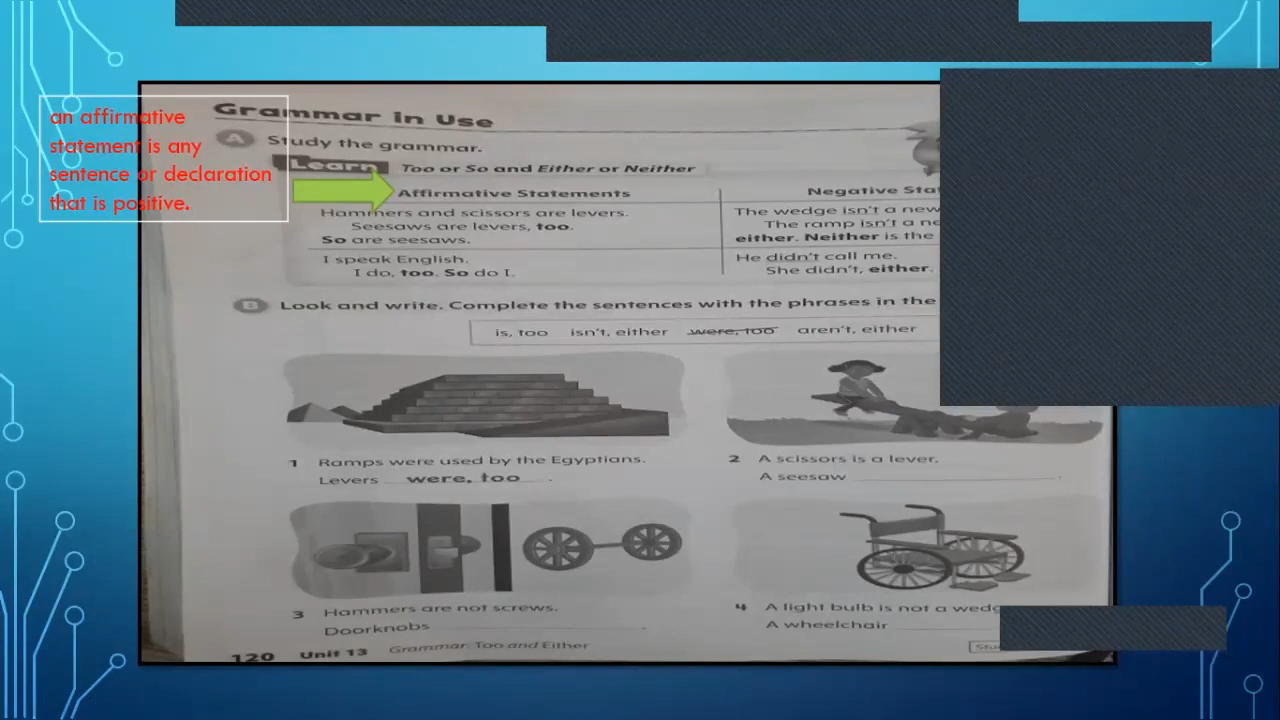 an affirmative
statement is any
sentence or declaration
that is positive.
Grammar in Use
A Study the grammar.
Learn Too or So and Either or Neither
Affirmative Statements
Negative
Hammers and scissors are levers.
Seesaws are levers, too.
So are seesaws.
The wedge isn't a new
The ramp isn't a
either. Neither is the
I speak English.
I do, too. So do I.
He didn't call me.
She didn't, either.
B Look and write. Complete the sentences with the phrases in the
is, too isn't, either were, too aren't, either
1 Ramps were used by the Egyptians.
Levers were, too.
2 A scissors is a lever.
A seesaw .
3 Hammers are not screws.
Doorknobs .
4 A light bulb is not a
A wheelchair
120 Unit 13 Grammar: Too and Either